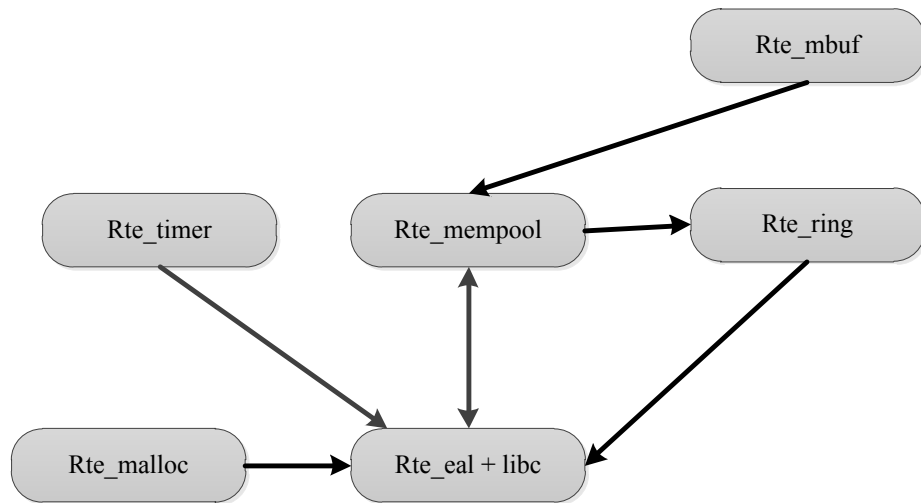 Rte_mbuf
Rte_timer
Rte_mempool
Rte_ring
Rte_malloc
Rte_eal + libc